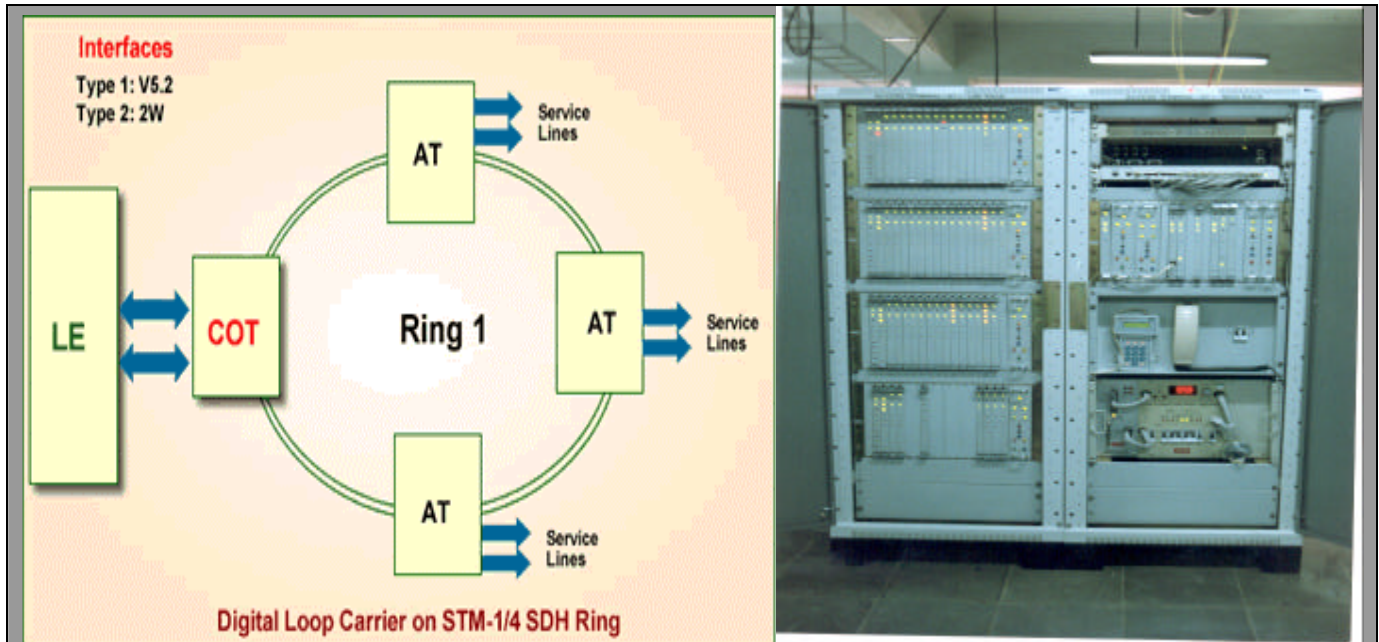 Interfaces
Type 1: V5.2
Type 2: 2W
AT
Service
Lines
LE
COT
Ring 1
AT
Service
Lines
AT
Service
Lines
Digital Loop Carrier on STM-1/4 SDH Ring